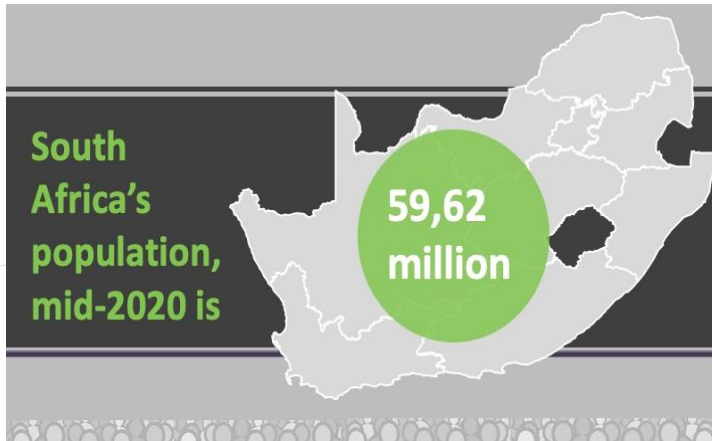 South
Africa’s
population,
mid-2020 is
59,62
million